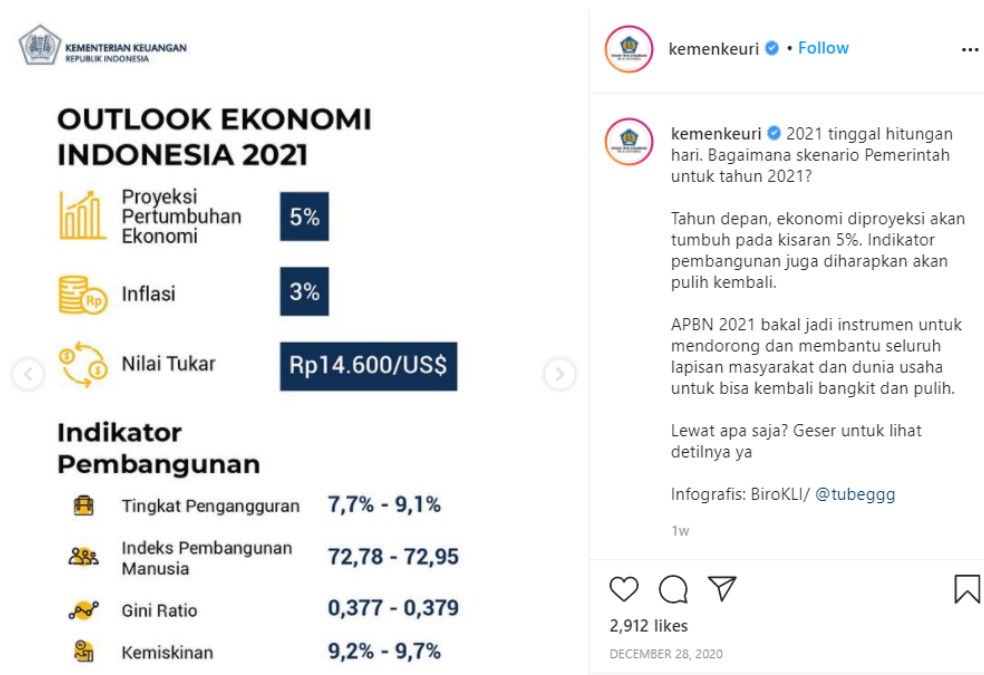 KEMENTERIAN KEUANGAN
REPUBLIK INDONESIA
OUTLOOK EKONOMI
INDONESIA 2021
Proyeksi
Pertumbuhan
Ekonomi
5%
Rp
Inflasi
3%
Nilai Tukar
Rp14.600/US$
Indikator
Pembangunan
Tingkat Pengangguran 7,7% - 9,1%
Indeks Pembangunan
Manusia
72,78 - 72,95
Gini Ratio 0,377 - 0,379
Kemiskinan 9,2% - 9,7%
kemenkeuri • Follow
kemenkeuri 2021 tinggal hitungan
hari. Bagaimana skenario Pemerintah
untuk tahun 2021?
Tahun depan, ekonomi diproyeksi akan
tumbuh pada kisaran 5%. Indikator
pembangunan juga diharapkan akan
pulih kembali.
APBN 2021 bakal jadi instrumen untuk
mendorong dan membantu seluruh
lapisan masyarakat dan dunia usaha
untuk bisa kembali bangkit dan pulih.
Lewat apa saja? Geser untuk lihat
detilnya ya
Infografis: BiroKLI/ @tubeggg
1w
2,912 likes
DECEMBER 28, 2020